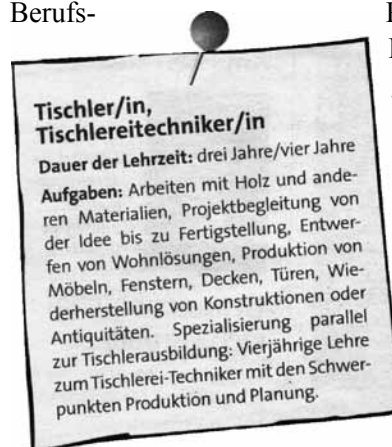 Berufs-
Tischler/in,
Tischlereitechniker/in
Dauer der Lehrzeit: drei Jahre/vier Jahre
Aufgaben: Arbeiten mit Holz und ande-
ren Materialien, Projektbegleitung von
der Idee bis zu Fertigstellung, Entwer-
fen von Wohnlösungen, Produktion von
Möbeln, Fenstern, Decken, Türen, Wie-
derherstellung von Konstruktionen oder
Antiquitäten. Spezialisierung parallel
zur Tischlerausbildung: Vierjährige Lehre
zum Tischlerei-Techniker mit den Schwer-
punkten Produktion und Planung.